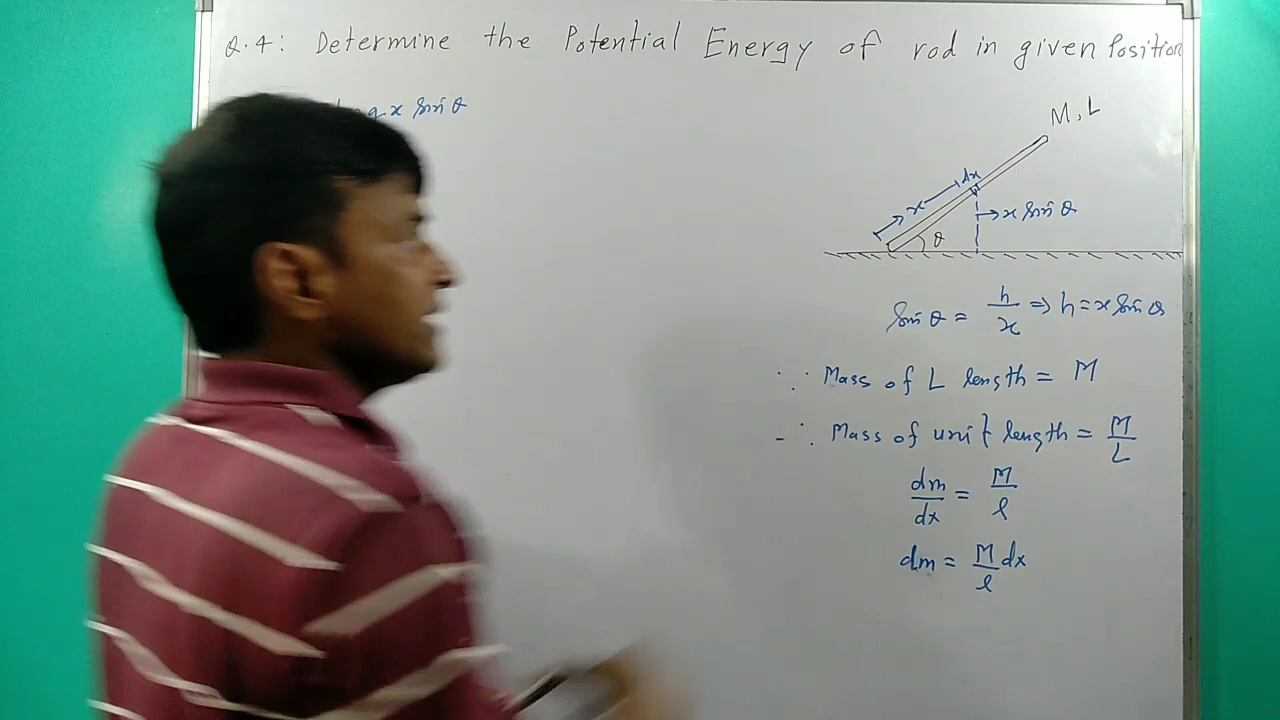 Q.4: Determine the Potential Energy of rod in given Position
g x Sin θ
M, L
dx
x
x Sin θ
θ
Sin θ = h/x ⇒ h = x Sin θ
∵ Mass of L length = M
∴ Mass of unit length = M/L
dm/dx = M/l
dm = M/l dx